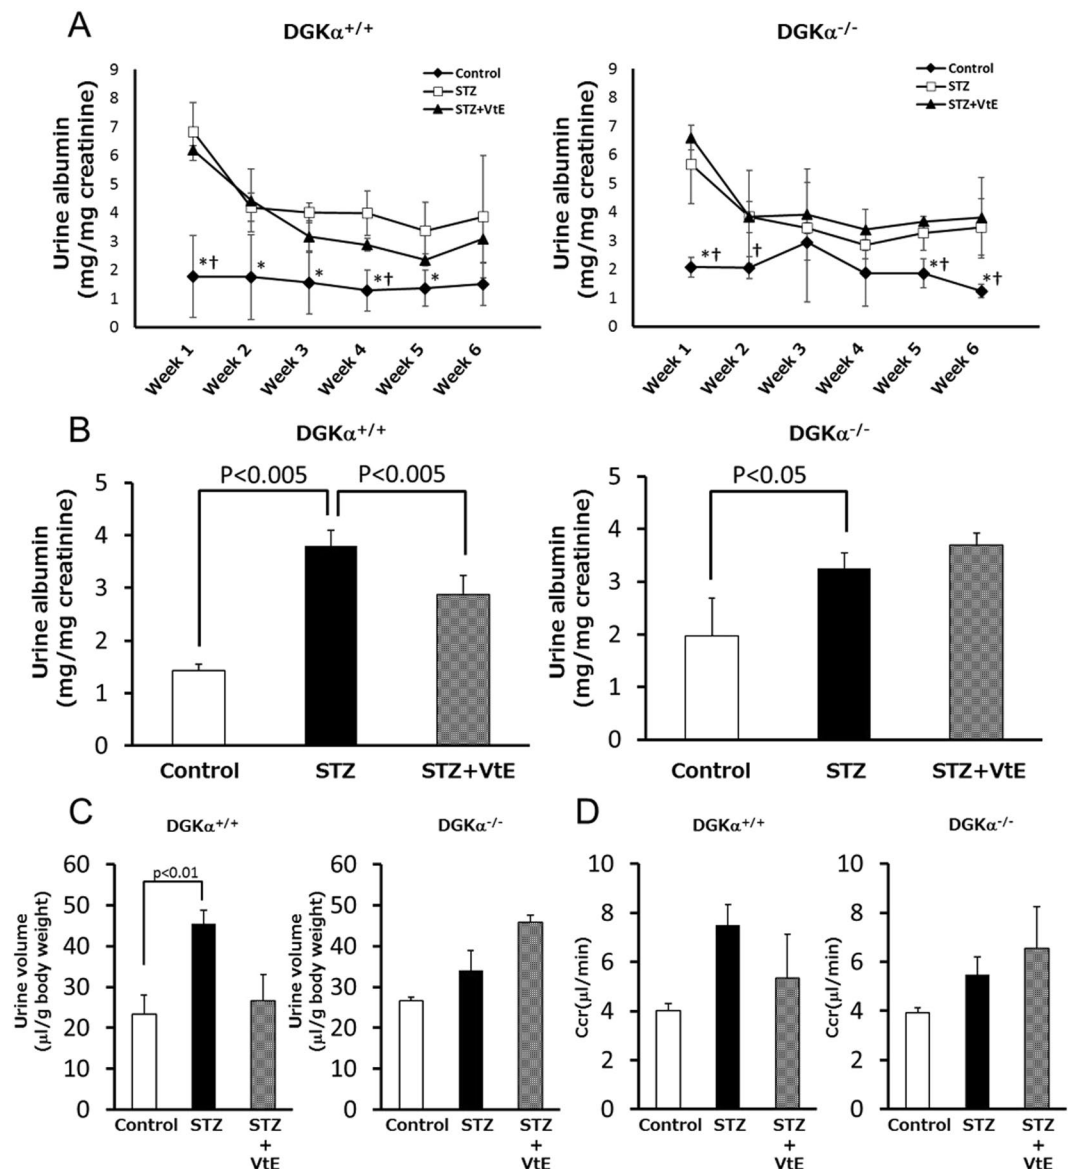 A
DGKα+/+
Urine albumin
(mg/mg creatinine)
9
8
7
6
5
4
3
2
1
0
Control
STZ
STZ+VtE
*†
*
*
*†
*
Week 1
Week 2
Week 3
Week 4
Week 5
Week 6
DGKα-/-
Urine albumin
(mg/mg creatinine)
9
8
7
6
5
4
3
2
1
0
Control
STZ
STZ+VtE
*†
†
*†
*†
Week 1
Week 2
Week 3
Week 4
Week 5
Week 6
B
DGKα+/+
Urine albumin
(mg/mg creatinine)
5
4
3
2
1
0
P<0.005
P<0.005
Control
STZ
STZ+VtE
DGKα-/-
Urine albumin
(mg/mg creatinine)
5
4
3
2
1
0
P<0.05
Control
STZ
STZ+VtE
C
DGKα+/+
Urine volume
(μl/g body weight)
60
50
40
30
20
10
0
p<0.01
Control
STZ
STZ
+
VtE
DGKα-/-
Urine volume
(μl/g body weight)
60
50
40
30
20
10
0
Control
STZ
STZ
+
VtE
D
DGKα+/+
Ccr(μl/min)
10
8
6
4
2
0
Control
STZ
STZ
+
VtE
DGKα-/-
Ccr(μl/min)
10
8
6
4
2
0
Control
STZ
STZ
+
VtE